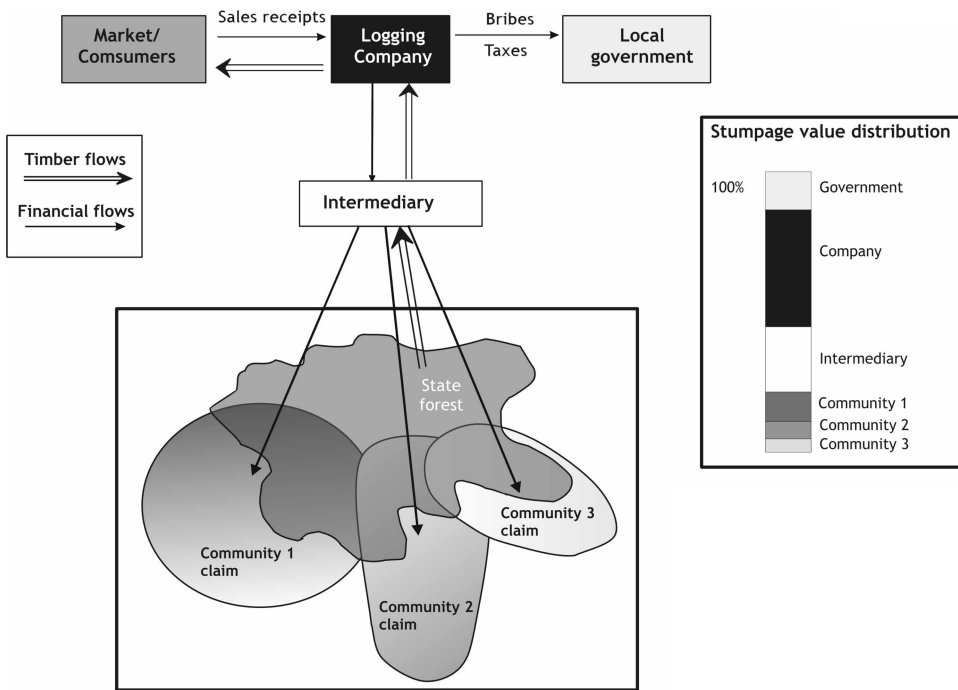 Market/
Comsumers
Sales receipts
Logging
Company
Bribes
Taxes
Local
government
Timber flows
Financial flows
Intermediary
Stumpage value distribution
100%
Government
Company
Intermediary
Community 1
Community 2
Community 3
State
forest
Community 1
claim
Community 2
claim
Community 3
claim